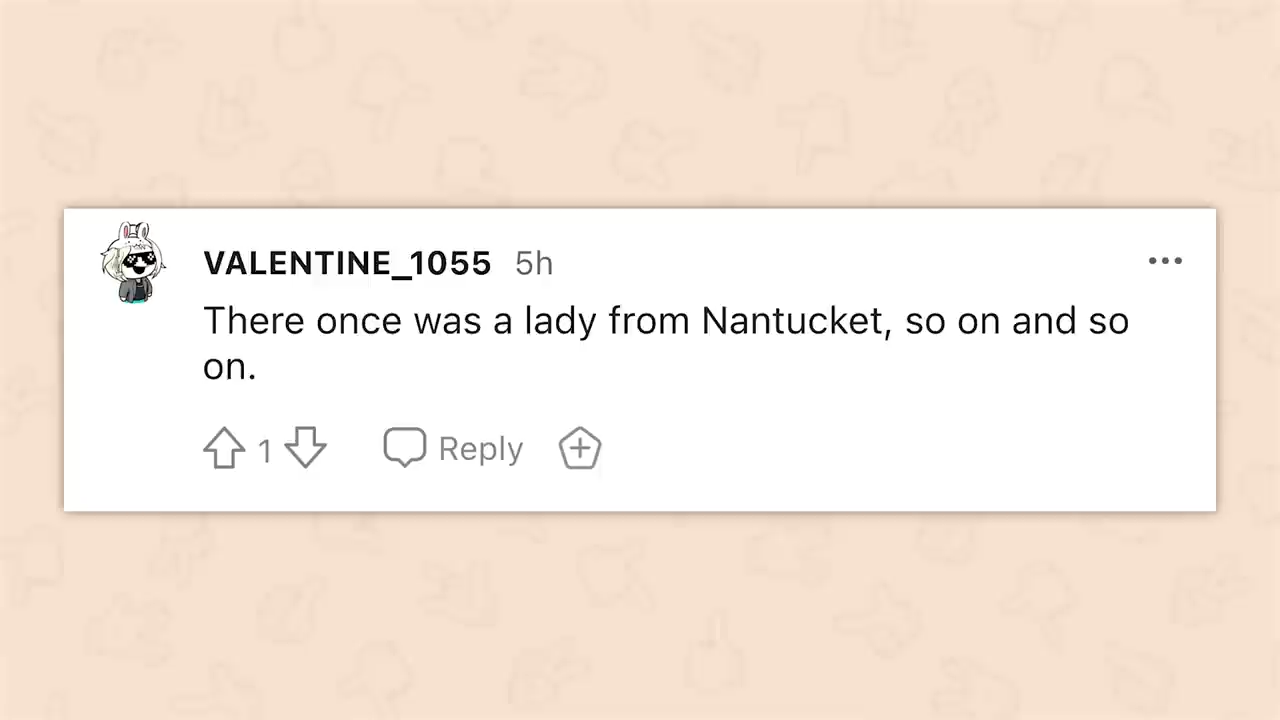 VALENTINE_1055 5h
There once was a lady from Nantucket, so on and so
on.
1 Reply